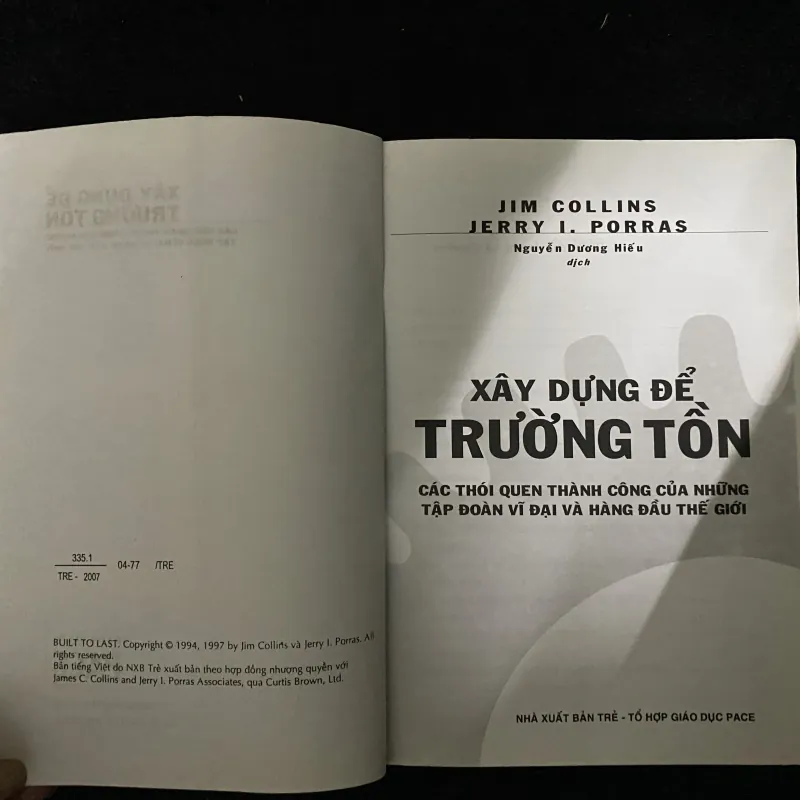 335.1
TRE - 2007
04-77 /TRE
BUILT TO LAST. Copyright © 1994, 1997 by Jim Collins và Jerry I. Porras. All
rights reserved.
Bản tiếng Việt do NXB Trẻ xuất bản theo hợp đồng nhượng quyền với
James C. Collins and Jerry I. Porras Associates, qua Curtis Brown, Ltd.
JIM COLLINS
JERRY I. PORRAS
Nguyễn Dương Hiếu
dịch
XÂY DỰNG ĐỂ
TRƯỜNG TỒN
CÁC THÓI QUEN THÀNH CÔNG CỦA NHỮNG
TẬP ĐOÀN VĨ ĐẠI VÀ HÀNG ĐẦU THẾ GIỚI
NHÀ XUẤT BẢN TRẺ - TỔ HỢP GIÁO DỤC PACE